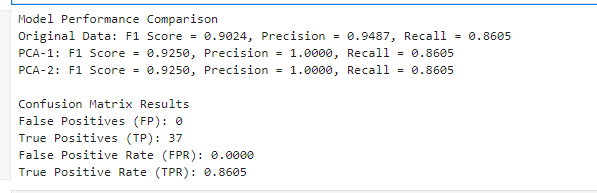 Model Performance Comparison
Original Data: F1 Score = 0.9024, Precision = 0.9487, Recall = 0.8605
PCA-1: F1 Score = 0.9250, Precision = 1.0000, Recall = 0.8605
PCA-2: F1 Score = 0.9250, Precision = 1.0000, Recall = 0.8605
Confusion Matrix Results
False Positives (FP): 0
True Positives (TP): 37
False Positive Rate (FPR): 0.0000
True Positive Rate (TPR): 0.8605